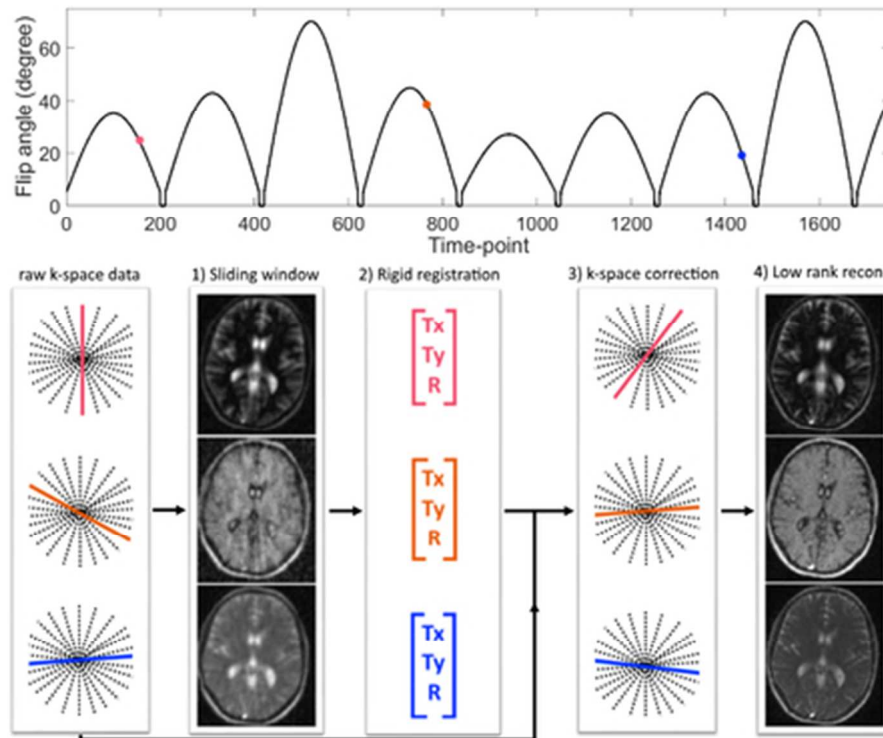 Flip angle (degree)
60
40
20
0
0 200 400 600 800 1000 1200 1400 1600
Time-point
raw k-space data 1) Sliding window 2) Rigid registration 3) k-space correction 4) Low rank recon
Tx
Ty
R
Tx
Ty
R
Tx
Ty
R